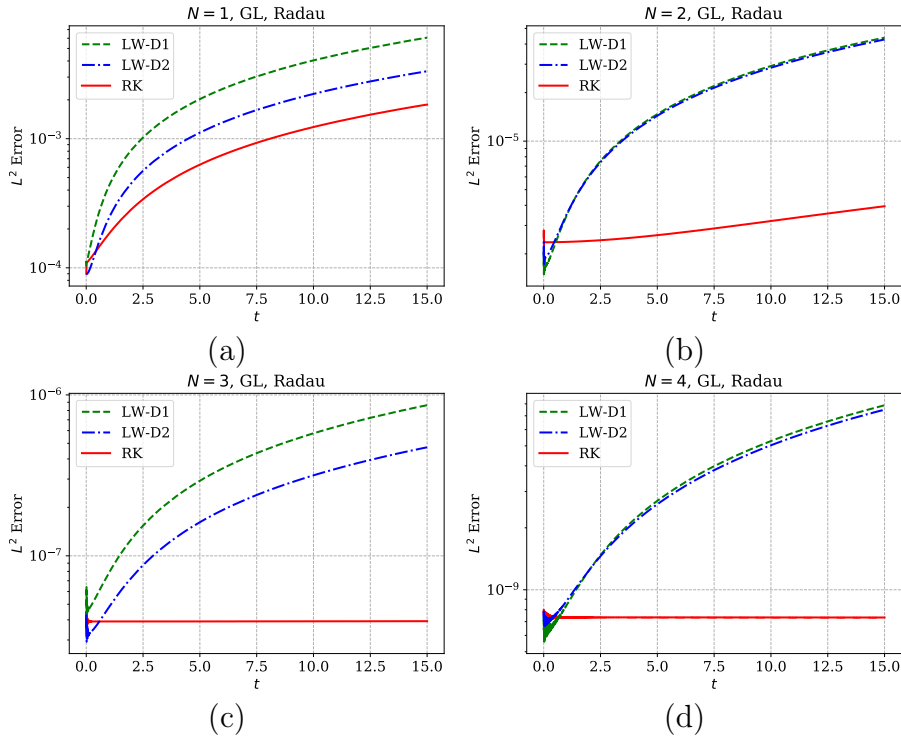 N = 1, GL, Radau
LW-D1
LW-D2
RK
L² Error
10⁻³
10⁻⁴
0.0 2.5 5.0 7.5 10.0 12.5 15.0
t
(a)
N = 2, GL, Radau
LW-D1
LW-D2
RK
L² Error
10⁻⁵
0.0 2.5 5.0 7.5 10.0 12.5 15.0
t
(b)
N = 3, GL, Radau
LW-D1
LW-D2
RK
L² Error
10⁻⁶
10⁻⁷
0.0 2.5 5.0 7.5 10.0 12.5 15.0
t
(c)
N = 4, GL, Radau
LW-D1
LW-D2
RK
L² Error
10⁻⁹
0.0 2.5 5.0 7.5 10.0 12.5 15.0
t
(d)